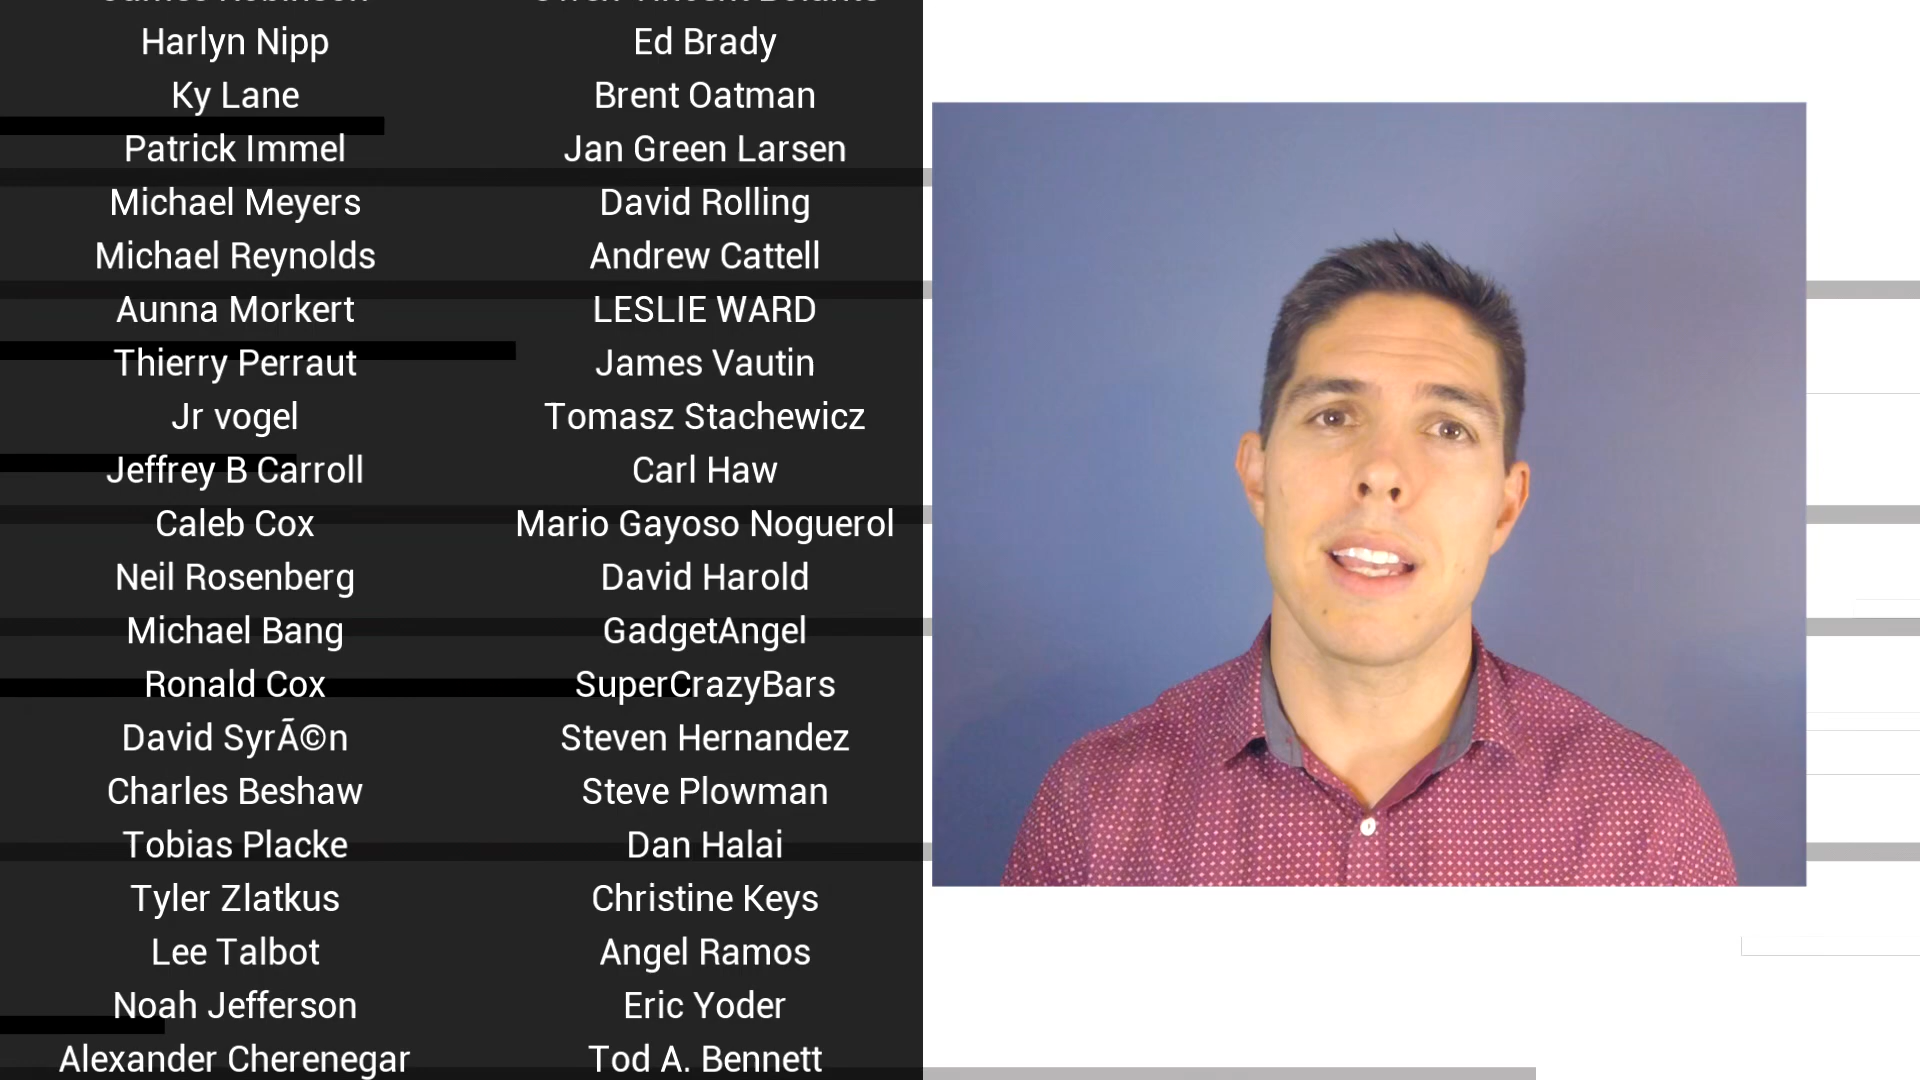 Harlyn Nipp
Ky Lane
Patrick Immel
Michael Meyers
Michael Reynolds
Aunna Morkert
Thierry Perraut
Jr vogel
Jeffrey B Carroll
Caleb Cox
Neil Rosenberg
Michael Bang
Ronald Cox
David SyrÃ©n
Charles Beshaw
Tobias Placke
Tyler Zlatkus
Lee Talbot
Noah Jefferson
Alexander Cherenegar
Ed Brady
Brent Oatman
Jan Green Larsen
David Rolling
Andrew Cattell
LESLIE WARD
James Vautin
Tomasz Stachewicz
Carl Haw
Mario Gayoso Noguerol
David Harold
GadgetAngel
SuperCrazyBars
Steven Hernandez
Steve Plowman
Dan Halai
Christine Keys
Angel Ramos
Eric Yoder
Tod A. Bennett